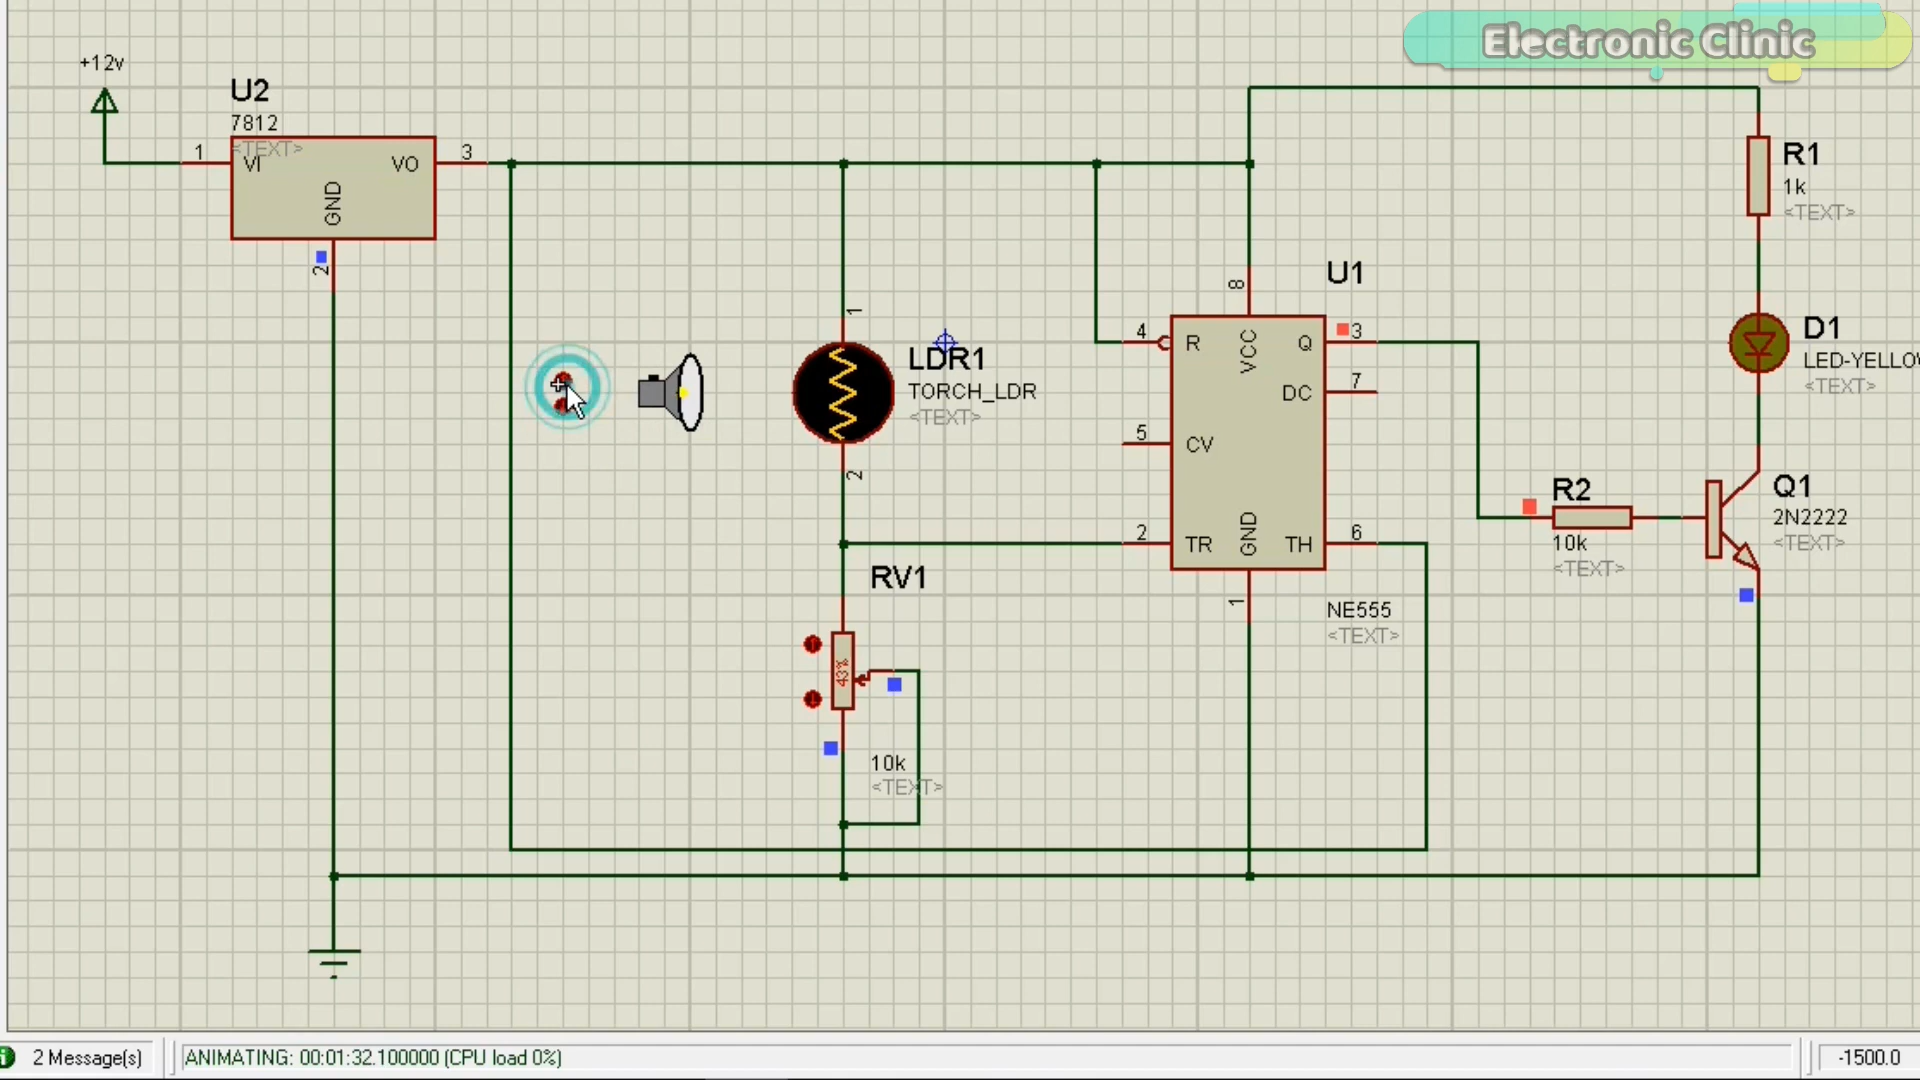 Electronic Clinic
+12v
U2
7812
<TEXT>
1
VI
VO
3
GND
2
R1
1k
<TEXT>
U1
8
1
4
R
VCC
Q
3
D1
LED-YELLO
<TEXT>
LDR1
TORCH_LDR
<TEXT>
DC
7
5
CV
2
R2
Q1
2N2222
<TEXT>
10k
<TEXT>
2
TR
GND
TH
6
RV1
1
NE555
<TEXT>
43%
10k
<TEXT>
2 Message(s)
ANIMATING: 00:01:32.100000 (CPU load 0%)
-1500.0